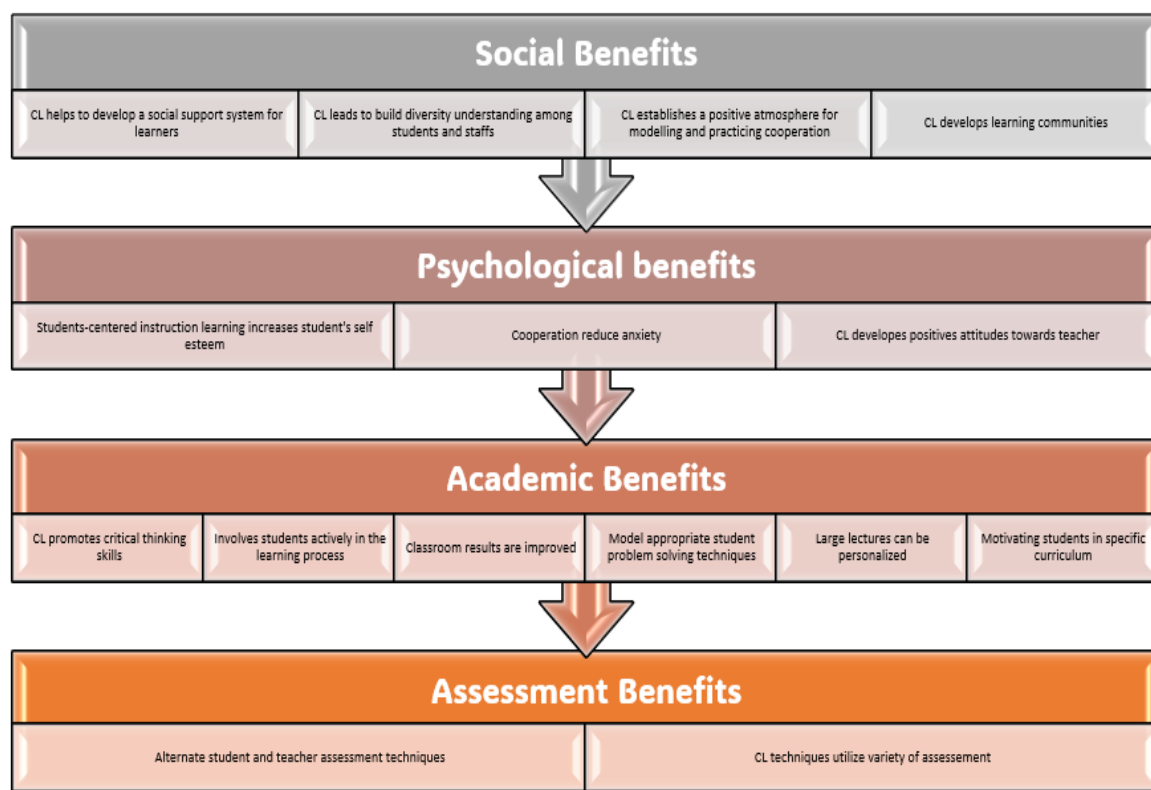 Social Benefits
CL helps to develop a social support system for
learners
CL leads to build diversity understanding among
students and staffs
CL establishes a positive atmosphere for
modelling and practicing cooperation
CL develops learning communities
Psychological benefits
Students-centered instruction learning increases student's self
esteem
Cooperation reduce anxiety
CL developes positives attitudes towards teacher
Academic Benefits
CL promotes critical thinking
skills
Involves students actively in the
learning process
Classroom results are improved
Model appropriate student
problem solving techniques
Large lectures can be
personalized
Motivating students in specific
curriculum
Assessment Benefits
Alternate student and teacher assessment techniques
CL techniques utilize variety of assessement